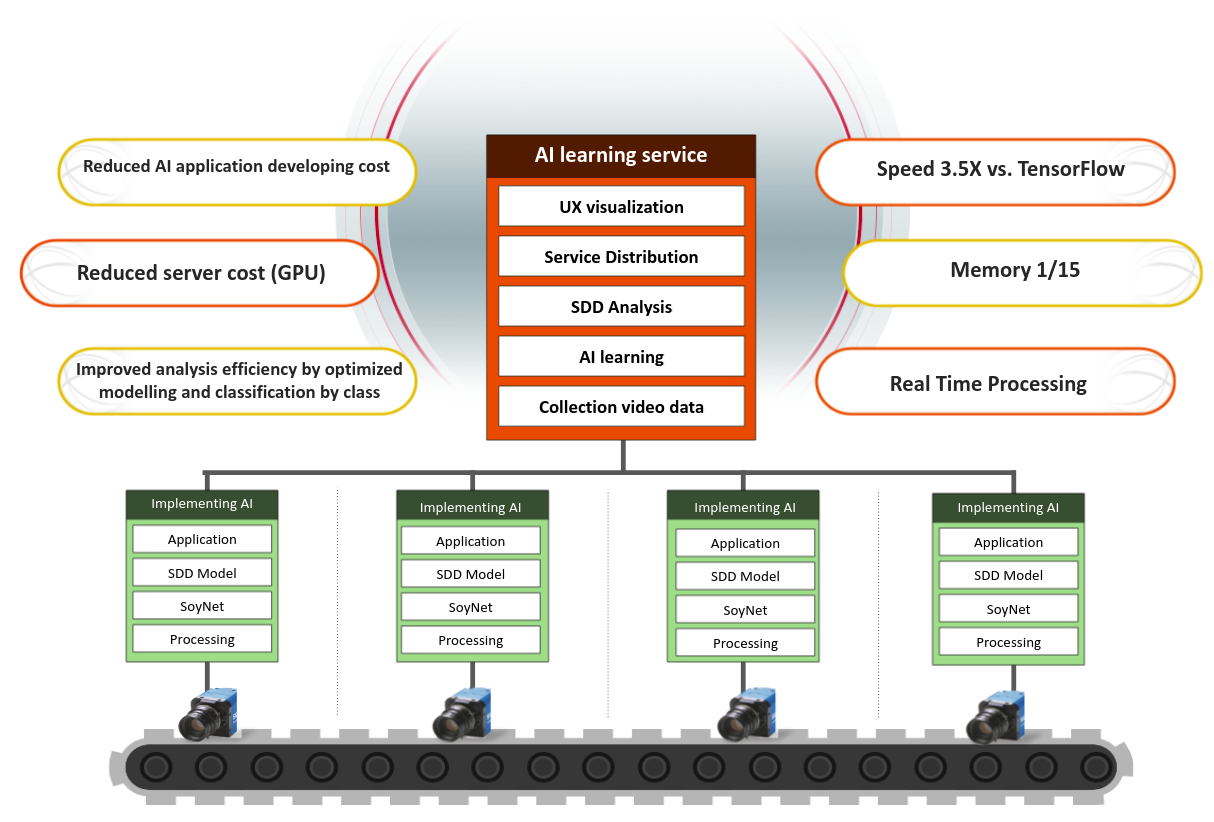 AI learning service
UX visualization
Service Distribution
SDD Analysis
AI learning
Collection video data
Reduced AI application developing cost
Reduced server cost (GPU)
Improved analysis efficiency by optimized
modelling and classification by class
Speed 3.5X vs. TensorFlow
Memory 1/15
Real Time Processing
Implementing AI
Application
SDD Model
SoyNet
Processing
Implementing AI
Application
SDD Model
SoyNet
Processing
Implementing AI
Application
SDD Model
SoyNet
Processing
Implementing AI
Application
SDD Model
SoyNet
Processing